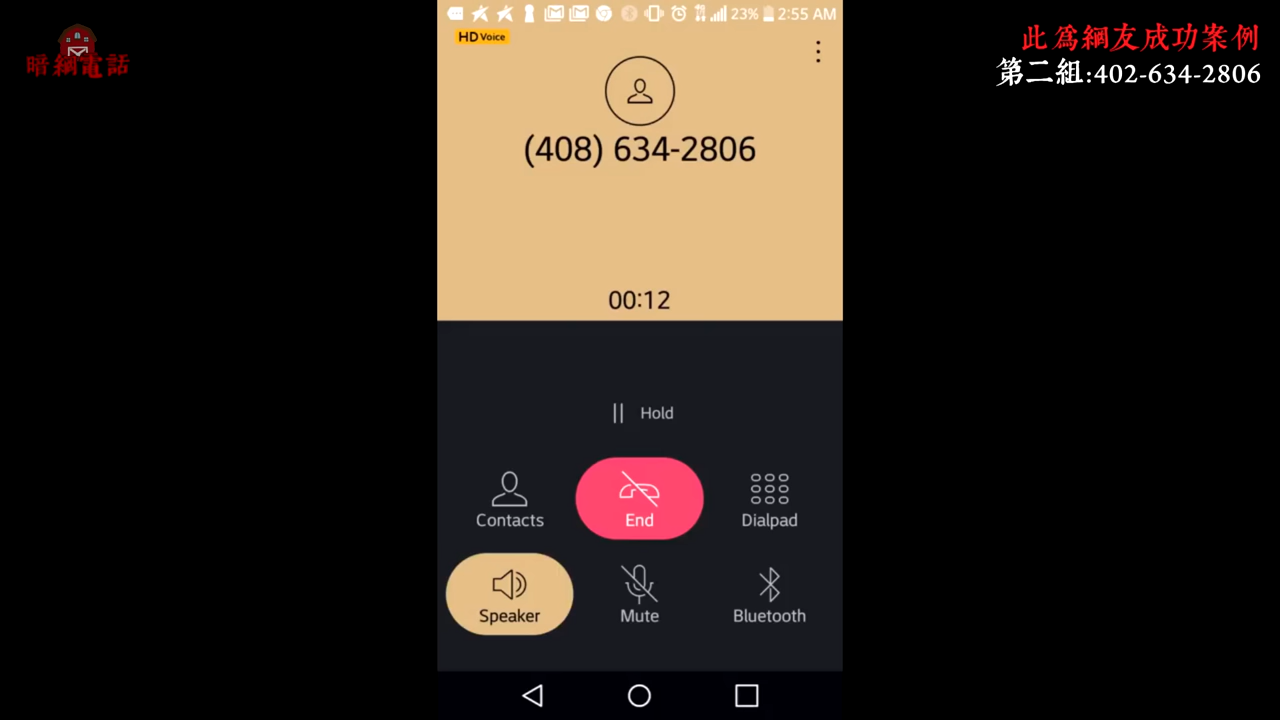 23% 2:55 AM
HD Voice
暗網電話
此為網友成功案例
第二組:402-634-2806
(408) 634-2806
00:12
Hold
Contacts
End
Dialpad
Speaker
Mute
Bluetooth